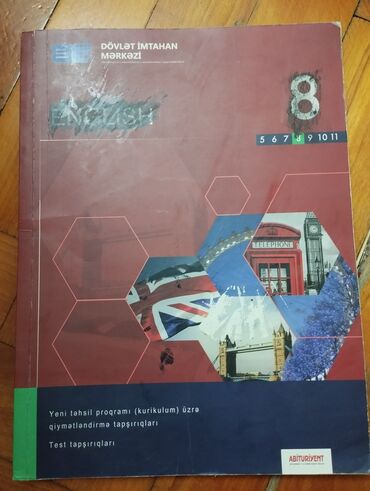 DÖVLƏT İMTAHAN
MƏRKƏZİ
ENGLISH
8
5 6 7 8 9 10 11
TELEPHONE
Yeni təhsil proqramı (kurikulum) üzrə
qiymətləndirmə tapşırıqları
Test tapşırıqları
ABITURIYENT